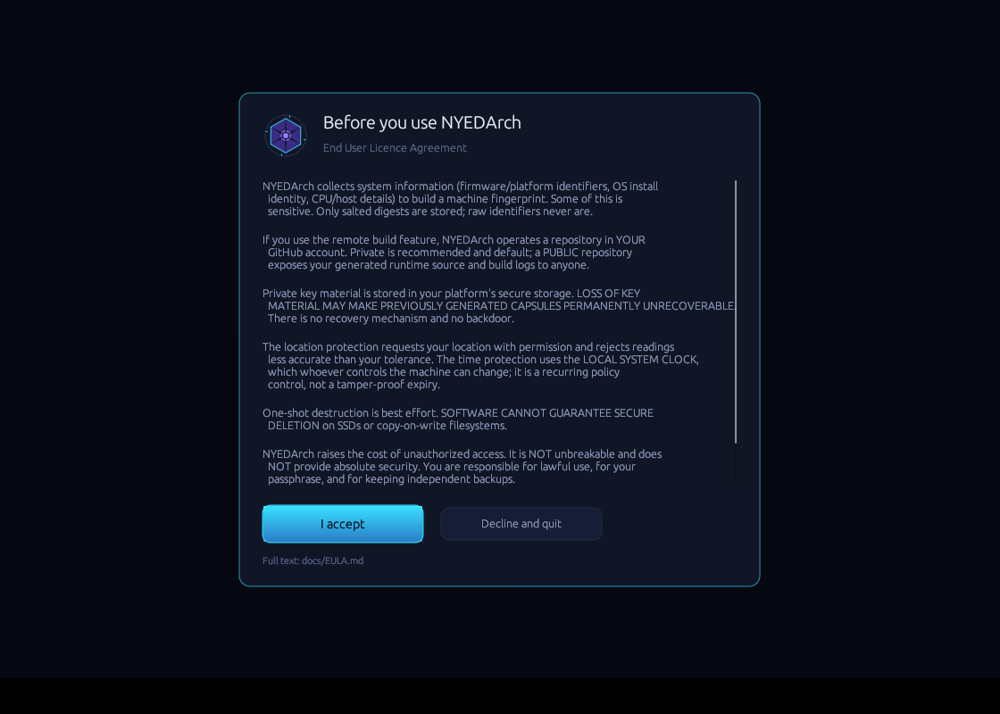 Before you use NYEDArch
End User Licence Agreement
NYEDArch collects system information (firmware/platform identifiers, OS install
identity, CPU/host details) to build a machine fingerprint. Some of this is
sensitive. Only salted digests are stored; raw identifiers never are.
If you use the remote build feature, NYEDArch operates a repository in YOUR
GitHub account. Private is recommended and default; a PUBLIC repository
exposes your generated runtime source and build logs to anyone.
Private key material is stored in your platform's secure storage. LOSS OF KEY
MATERIAL MAY MAKE PREVIOUSLY GENERATED CAPSULES PERMANENTLY UNRECOVERABLE.
There is no recovery mechanism and no backdoor.
The location protection requests your location with permission and rejects readings
less accurate than your tolerance. The time protection uses the LOCAL SYSTEM CLOCK,
which whoever controls the machine can change; it is a recurring policy
control, not a tamper-proof expiry.
One-shot destruction is best effort. SOFTWARE CANNOT GUARANTEE SECURE
DELETION on SSDs or copy-on-write filesystems.
NYEDArch raises the cost of unauthorized access. It is NOT unbreakable and does
NOT provide absolute security. You are responsible for lawful use, for your
passphrase, and for keeping independent backups.
I accept
Decline and quit
Full text: docs/EULA.md